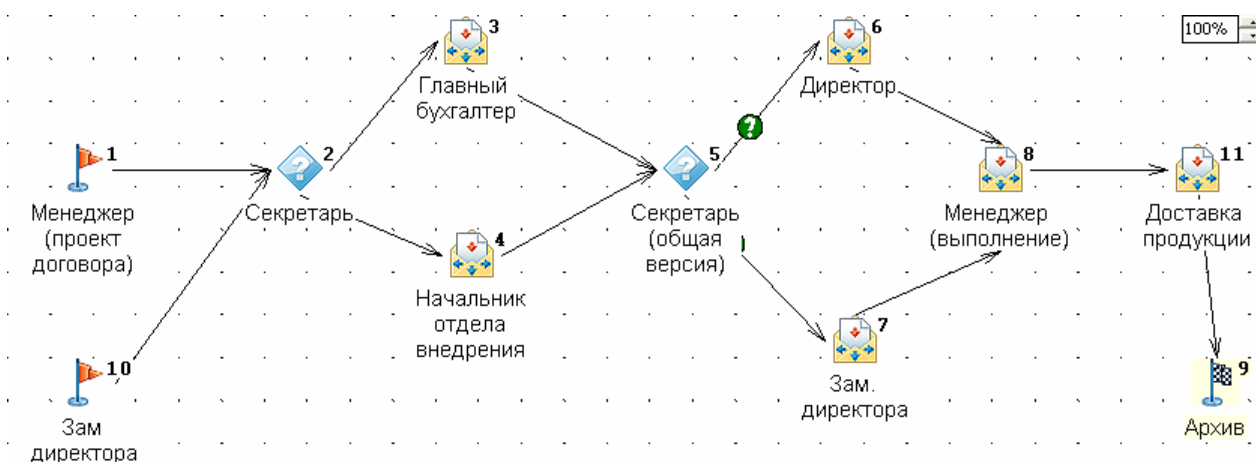 3
6
100%
Главный
бухгалтер
Директор
1
2
5
8
11
Менеджер
(проект
договора)
Секретарь
Секретарь
(общая
версия)
Менеджер
(выполнение)
Доставка
продукции
4
Начальник
отдела
внедрения
7
Зам.
директора
10
Зам
директора
9
Архив